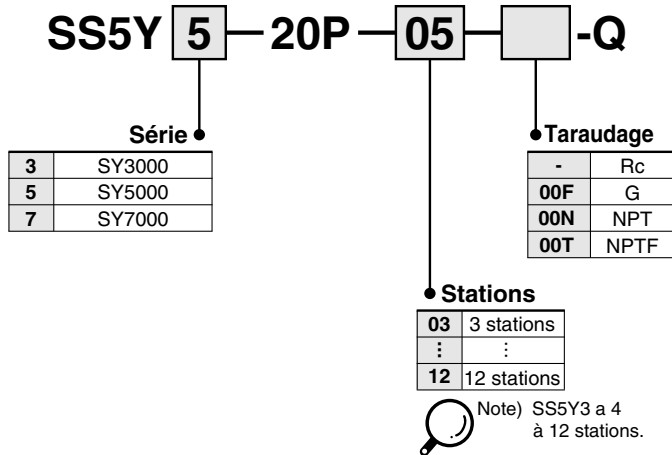 SS5Y 5 — 20P — 05 — -Q
Série
3 SY3000
5 SY5000
7 SY7000
Taraudage
- Rc
00F G
00N NPT
00T NPTF
Stations
03 3 stations
⋮ ⋮
12 12 stations
Note) SS5Y3 a 4
à 12 stations.